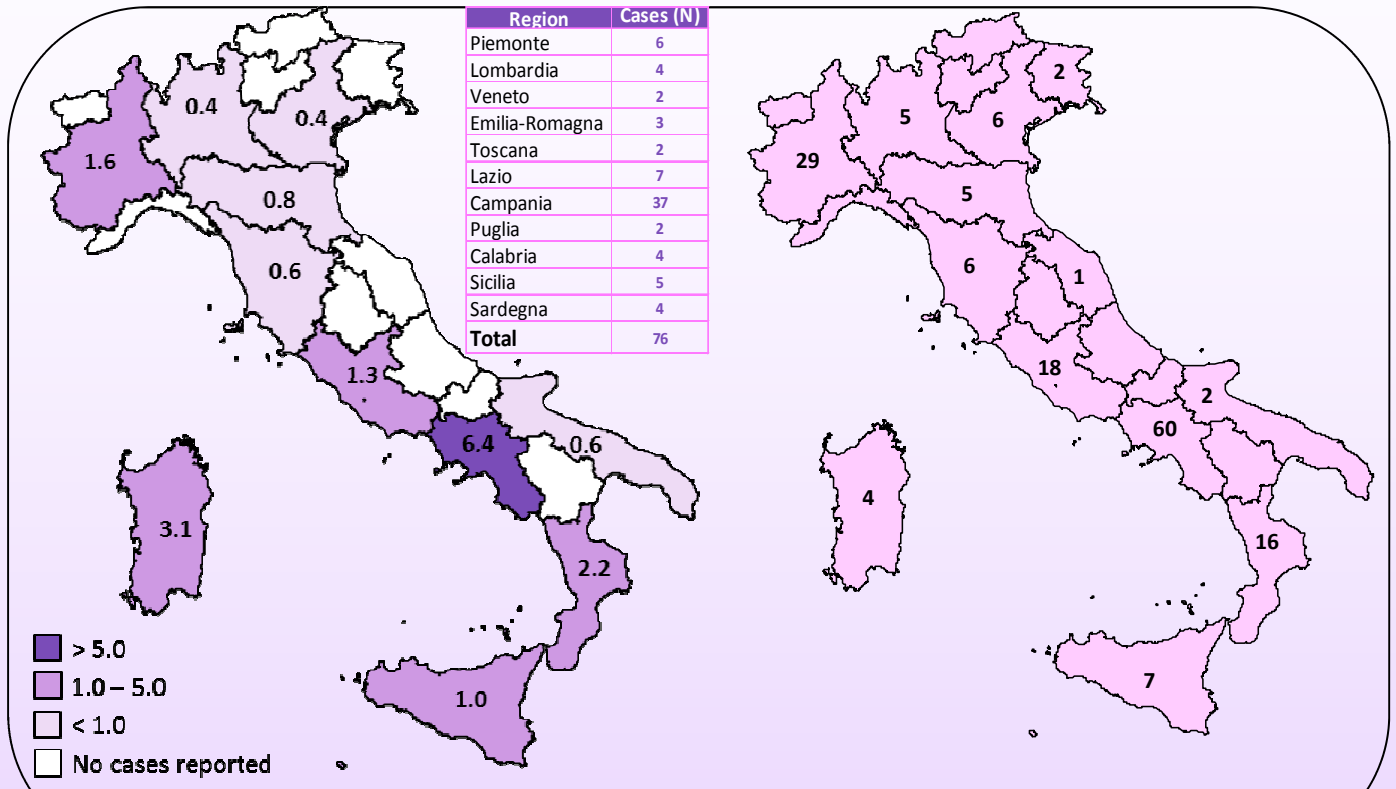 Region Cases (N)
Piemonte 6
Lombardia 4
Veneto 2
Emilia-Romagna 3
Toscana 2
Lazio 7
Campania 37
Puglia 2
Calabria 4
Sicilia 5
Sardegna 4
Total 76
0.4
0.4
1.6
0.8
0.6
1.3
6.4
0.6
3.1
2.2
1.0
> 5.0
1.0 – 5.0
< 1.0
No cases reported
2
5
6
29
5
6
1
18
2
60
4
16
7